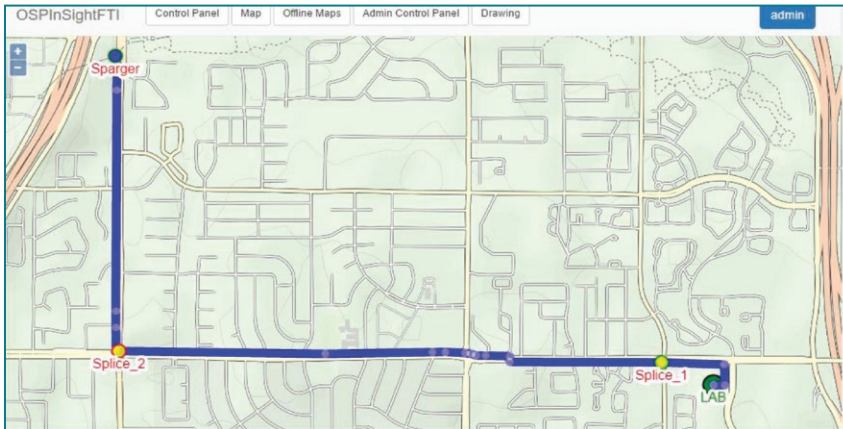 OSPInSightFTI
Control Panel
Map
Offline Maps
Admin Control Panel
Drawing
admin
+
−
Sparger
Splice_2
Splice_1
LAB